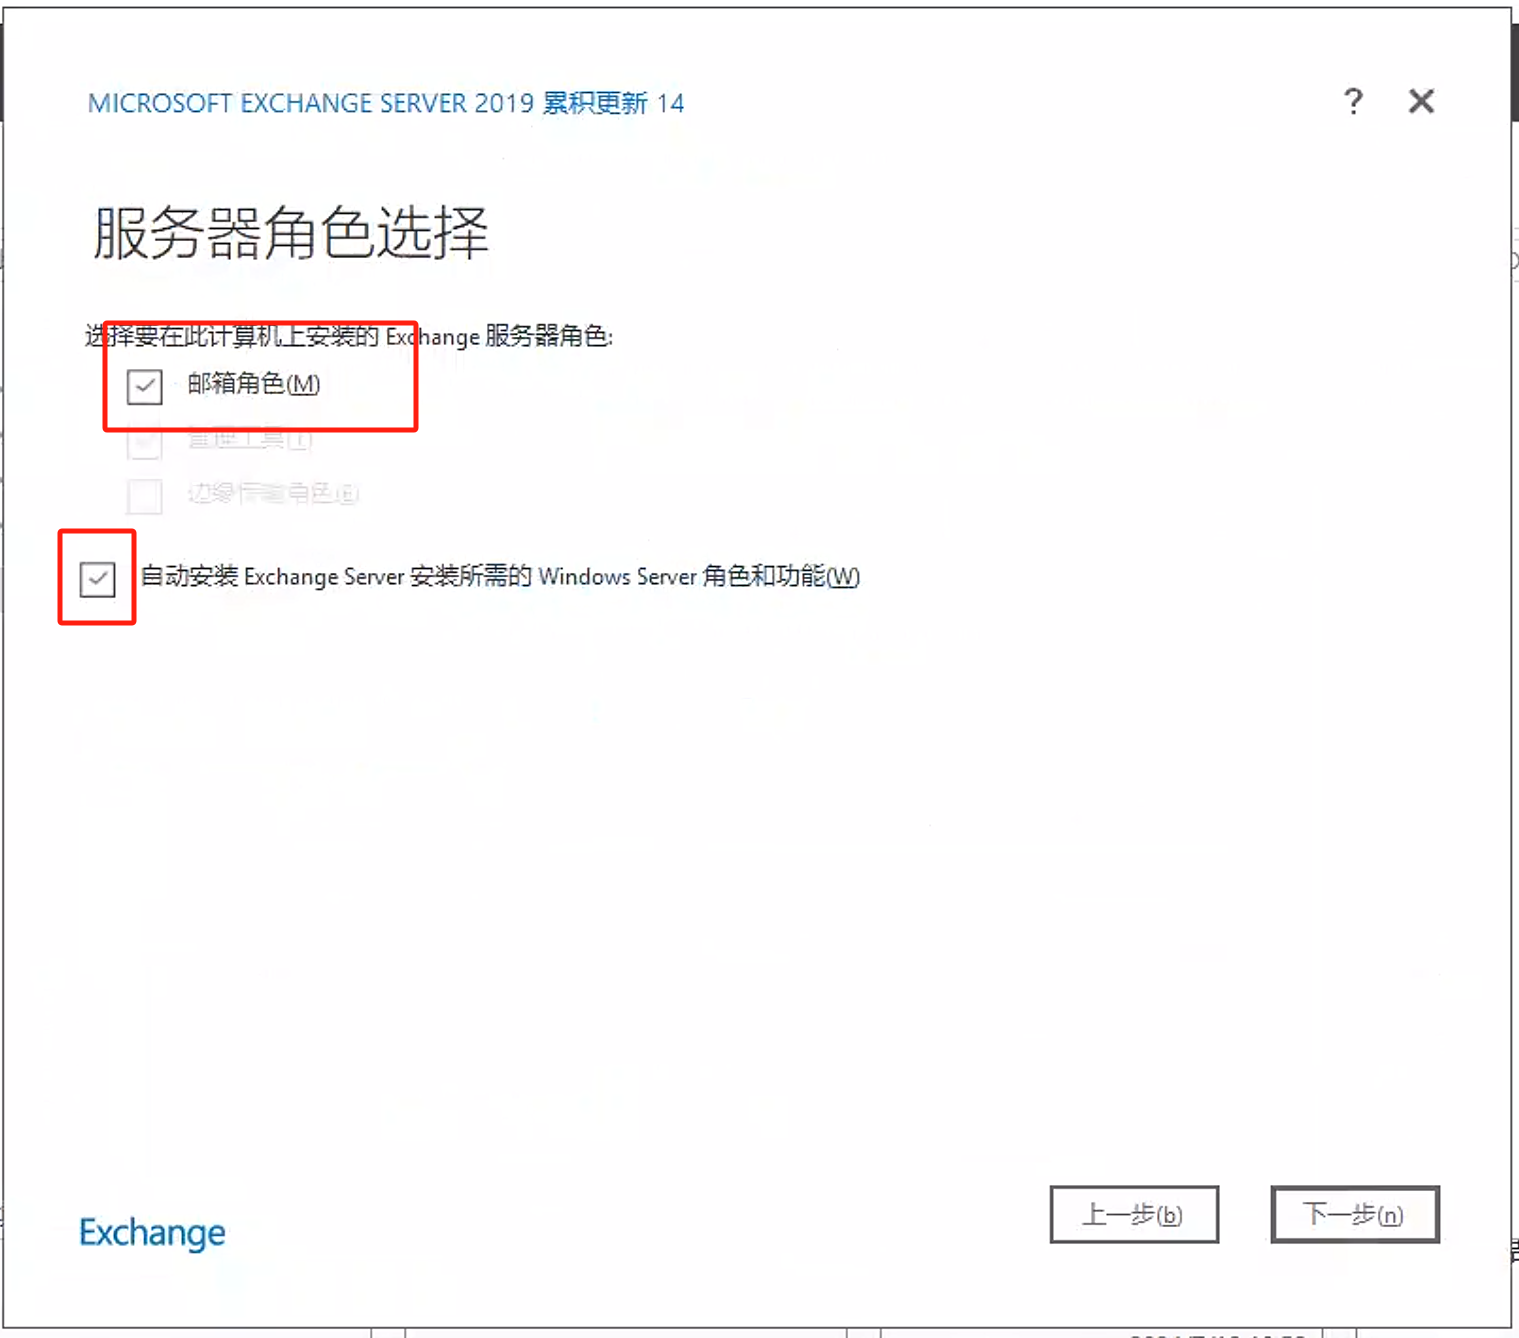 MICROSOFT EXCHANGE SERVER 2019 累积更新 14
? ✕
服务器角色选择
选择要在此计算机上安装的 Exchange 服务器角色:
邮箱角色(M)
管理工具(T)
边缘传输角色(E)
自动安装 Exchange Server 安装所需的 Windows Server 角色和功能(W)
Exchange
上一步(b)
下一步(n)